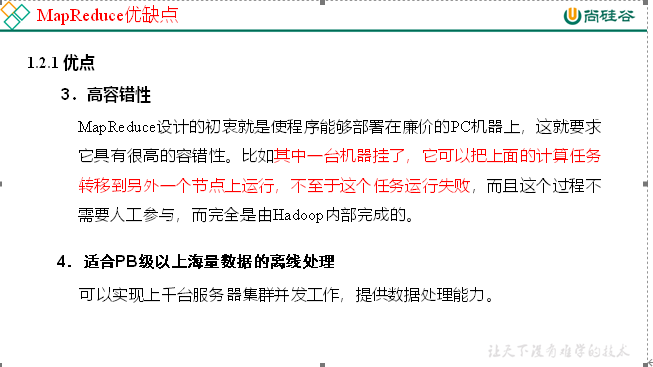 MapReduce优缺点
尚硅谷
1.2.1 优点
3．高容错性
MapReduce设计的初衷就是使程序能够部署在廉价的PC机器上，这就要求
它具有很高的容错性。比如其中一台机器挂了，它可以把上面的计算任务
转移到另外一个节点上运行，不至于这个任务运行失败，而且这个过程不
需要人工参与，而完全是由Hadoop内部完成的。
4．适合PB级以上海量数据的离线处理
可以实现上千台服务器集群并发工作，提供数据处理能力。
让天下没有难学的技术